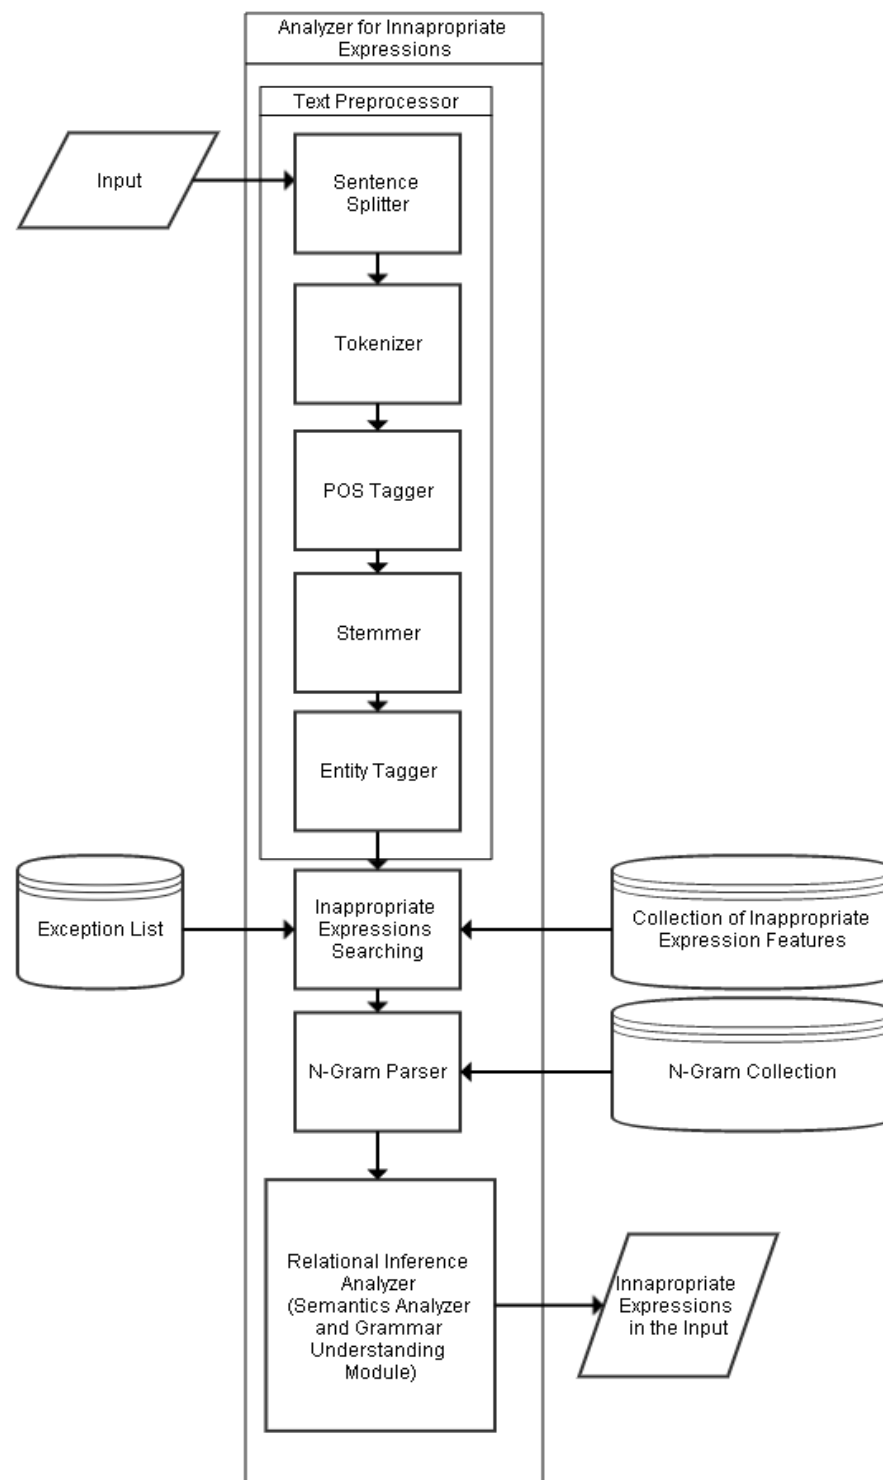 Analyzer for Innapropriate
Expressions
Text Preprocessor
Input
Sentence
Splitter
Tokenizer
POS Tagger
Stemmer
Entity Tagger
Exception List
Inappropriate
Expressions
Searching
Collection of Inappropriate
Expression Features
N-Gram Parser
N-Gram Collection
Relational Inference
Analyzer
(Semantics Analyzer
and Grammar
Understanding
Module)
Innapropriate
Expressions
in the Input